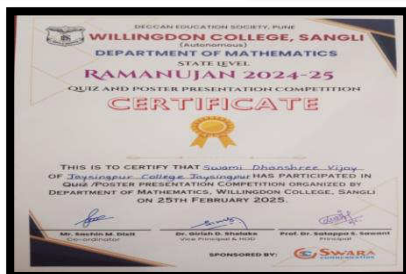 DECCAN EDUCATION SOCIETY, PUNE
WILLINGDON COLLEGE, SANGLI
(Autonomous)
DEPARTMENT OF MATHEMATICS
STATE LEVEL
RAMANUJAN 2024-25
QUIZ AND POSTER PRESENTATION COMPETITION
CERTIFICATE
THIS IS TO CERTIFY THAT Swami Dhanshree Vijay
OF Jaysingpur College Jaysingpur HAS PARTICIPATED IN
QUIZ /POSTER PRESENTATION COMPETITION ORGANIZED BY
DEPARTMENT OF MATHEMATICS, WILLINGDON COLLEGE, SANGLI
ON 25TH FEBRUARY 2025.
Mr. Sachin M. Dixit Dr. Girish D. Shelake Prof. Dr. Satappa S. Sawant
Co-ordinator Vice Principal & HOD Principal
SPONSORED BY: SWARA
COMMUNICATION